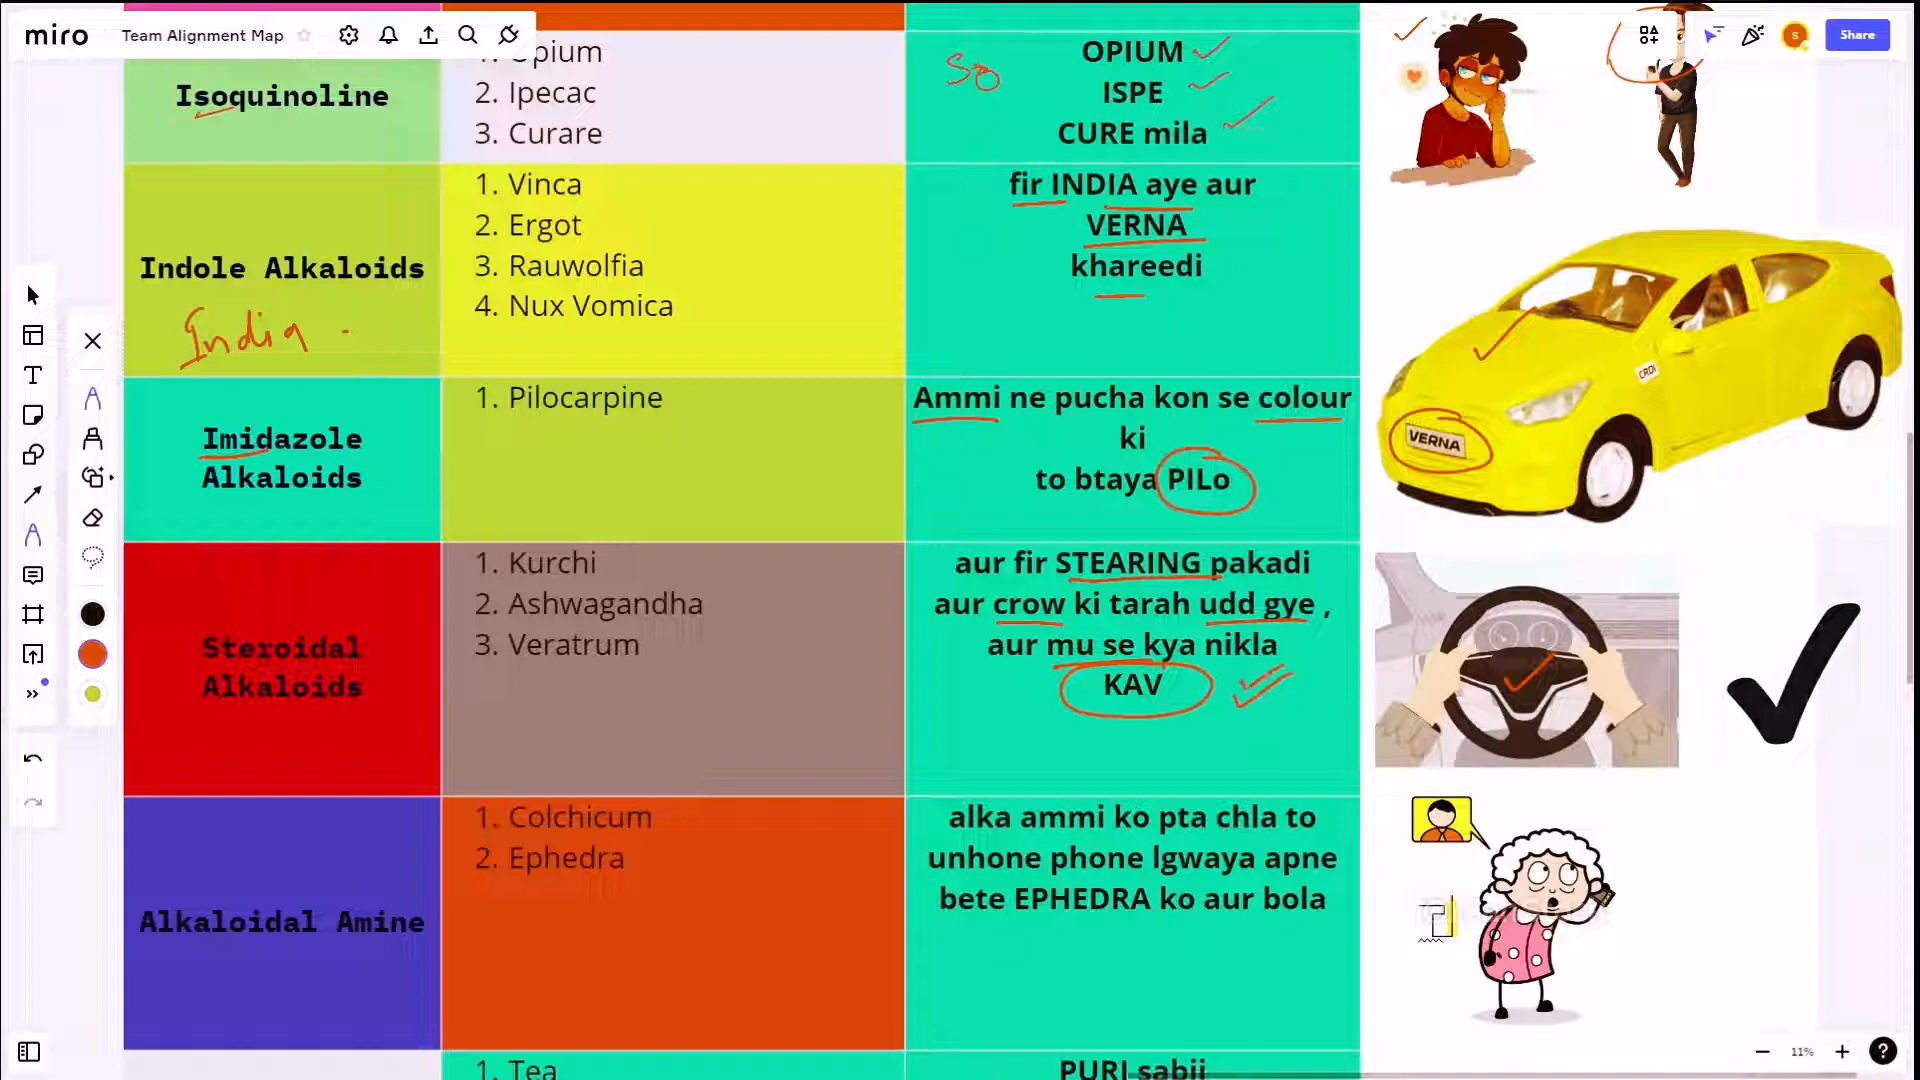 miro Team Alignment Map
Share
S
Isoquinoline
1. Opium
2. Ipecac
3. Curare
So
OPIUM
ISPE
CURE mila
Indole Alkaloids
India
1. Vinca
2. Ergot
3. Rauwolfia
4. Nux Vomica
fir INDIA aye aur
VERNA
khareedi
CRDi
VERNA
Imidazole
Alkaloids
1. Pilocarpine
Ammi ne pucha kon se colour
ki
to btaya PILo
Steroidal
Alkaloids
1. Kurchi
2. Ashwagandha
3. Veratrum
aur fir STEARING pakadi
aur crow ki tarah udd gye ,
aur mu se kya nikla
KAV
Alkaloidal Amine
1. Colchicum
2. Ephedra
alka ammi ko pta chla to
unhone phone lgwaya apne
bete EPHEDRA ko aur bola
1. Tea
PURI sabji
11%